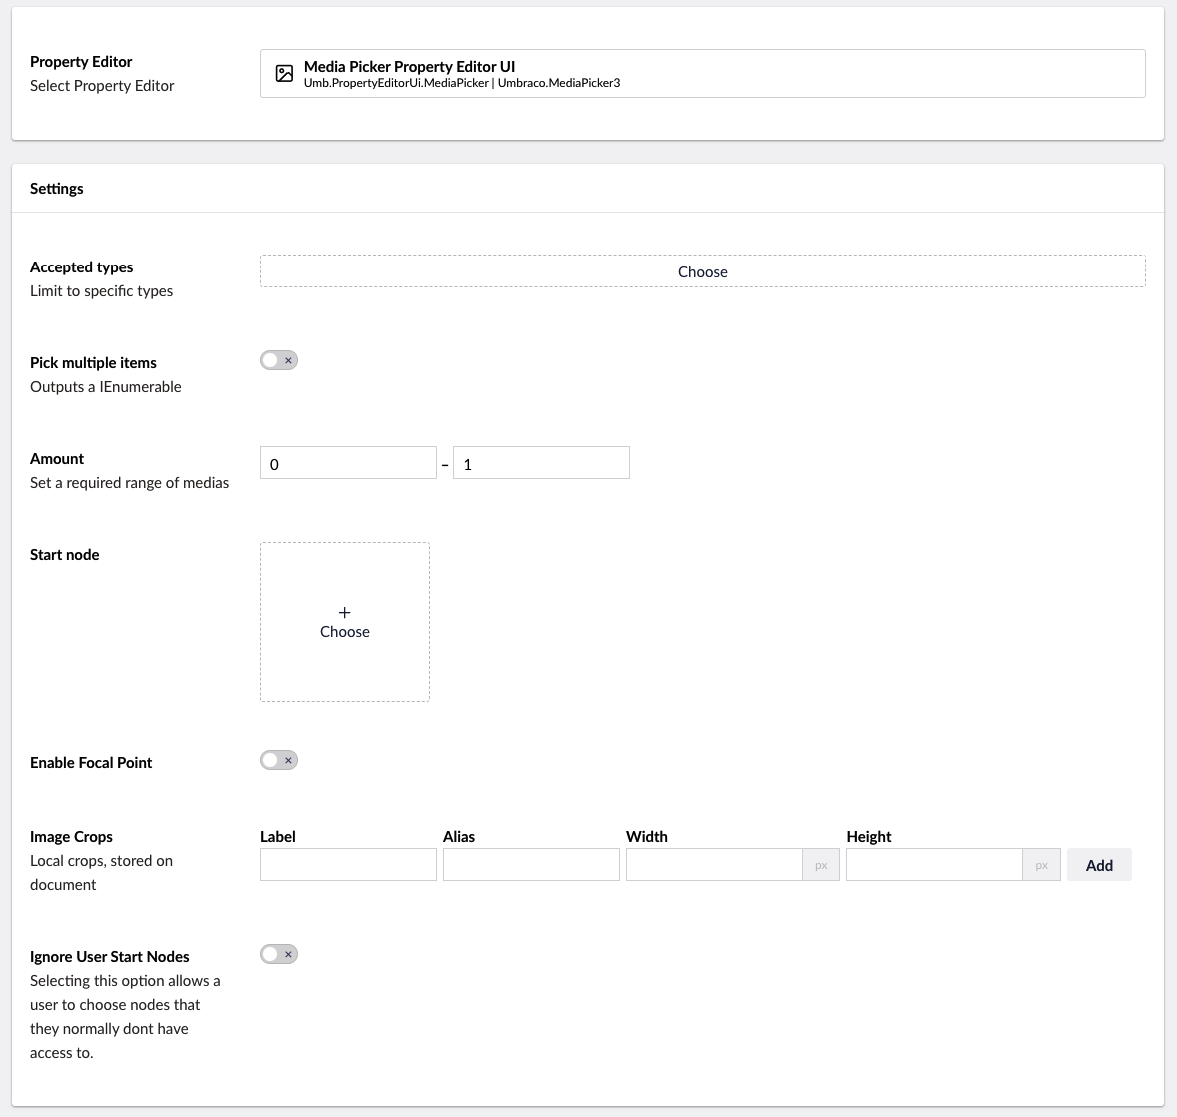 Property Editor
Select Property Editor
Media Picker Property Editor UI
Umb.PropertyEditorUi.MediaPicker | Umbraco.MediaPicker3
Settings
Accepted types
Limit to specific types
Choose
Pick multiple items
Outputs a IEnumerable
Amount
Set a required range of medias
0 – 1
Start node
+
Choose
Enable Focal Point
Image Crops
Local crops, stored on
document
Label Alias Width Height
px px Add
Ignore User Start Nodes
Selecting this option allows a
user to choose nodes that
they normally dont have
access to.